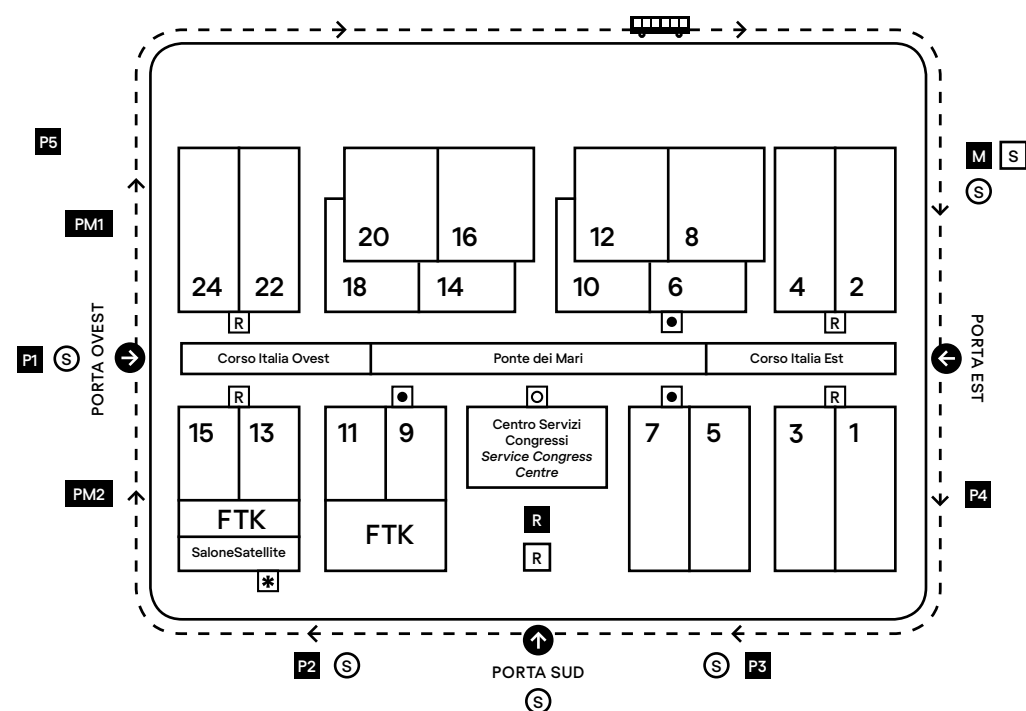 P5
M S
S
PM1
20 16
12 8
24 22
18 14
10 6
4 2
R
R
PORTA OVEST
PORTA EST
P1 S
Corso Italia Ovest
Ponte dei Mari
Corso Italia Est
R
R
15 13
11 9
Centro Servizi
Congressi
Service Congress
Centre
7 5
3 1
PM2
P4
FTK
SaloneSatellite
FTK
R
R
*
P2 S
PORTA SUD
S
S P3